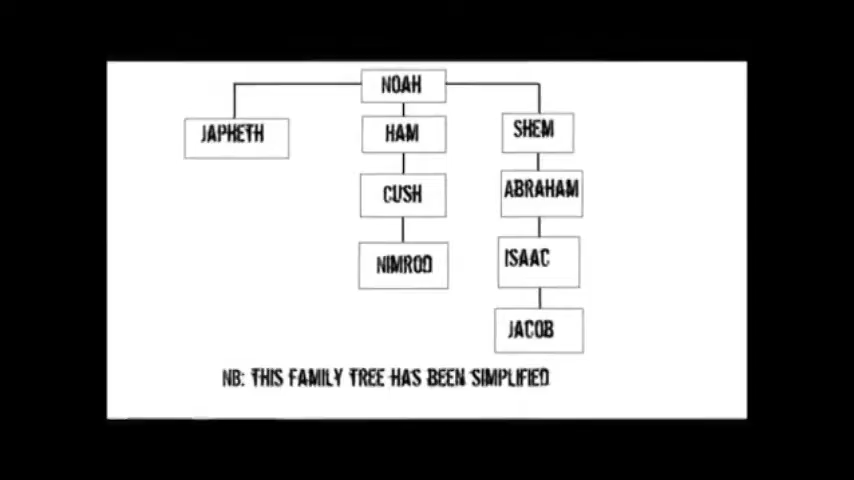 NOAH
JAPHETH
HAM
SHEM
CUSH
ABRAHAM
NIMROD
ISAAC
JACOB
NB: THIS FAMILY TREE HAS BEEN SIMPLIFIED